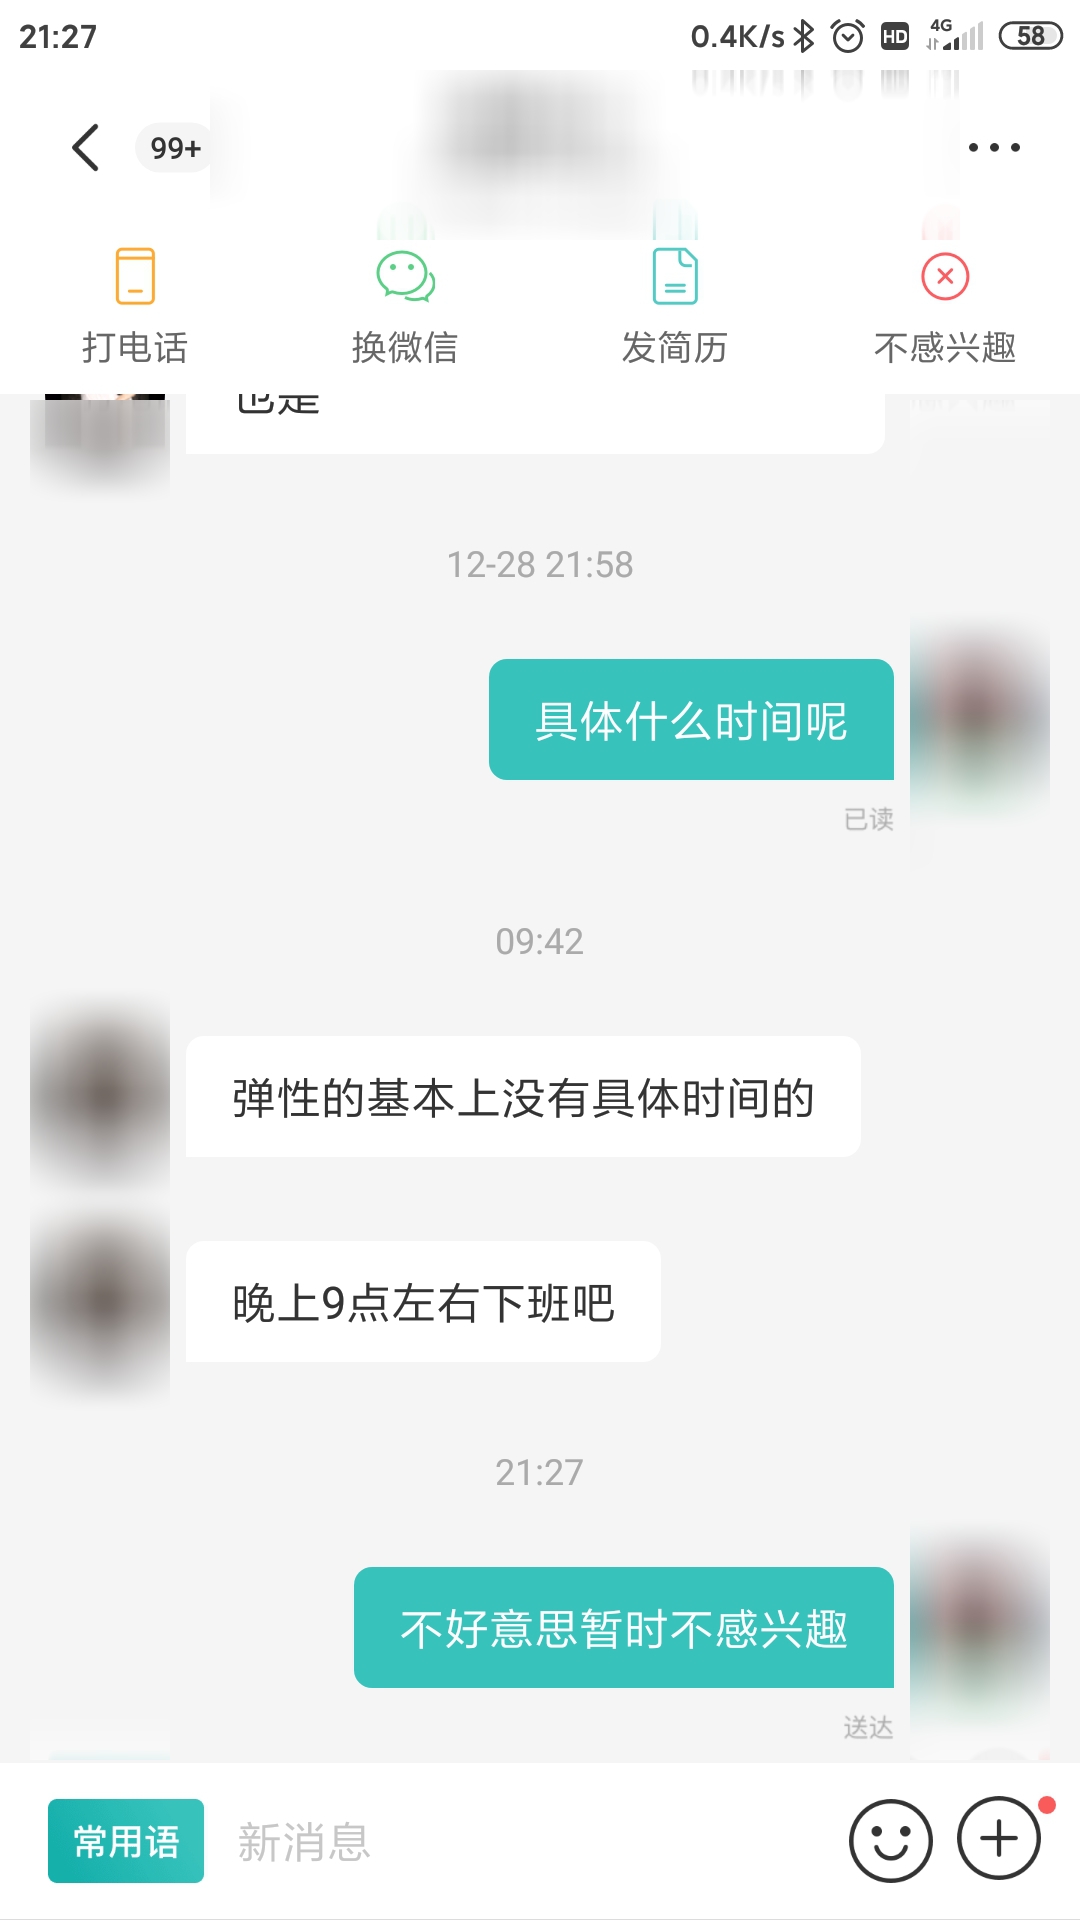 21:27
0.4K/s HD 4G 58
99+
打电话 换微信 发简历 不感兴趣
也是
12-28 21:58
具体什么时间呢
已读
09:42
弹性的基本上没有具体时间的
晚上9点左右下班吧
21:27
不好意思暂时不感兴趣
送达
常用语 新消息